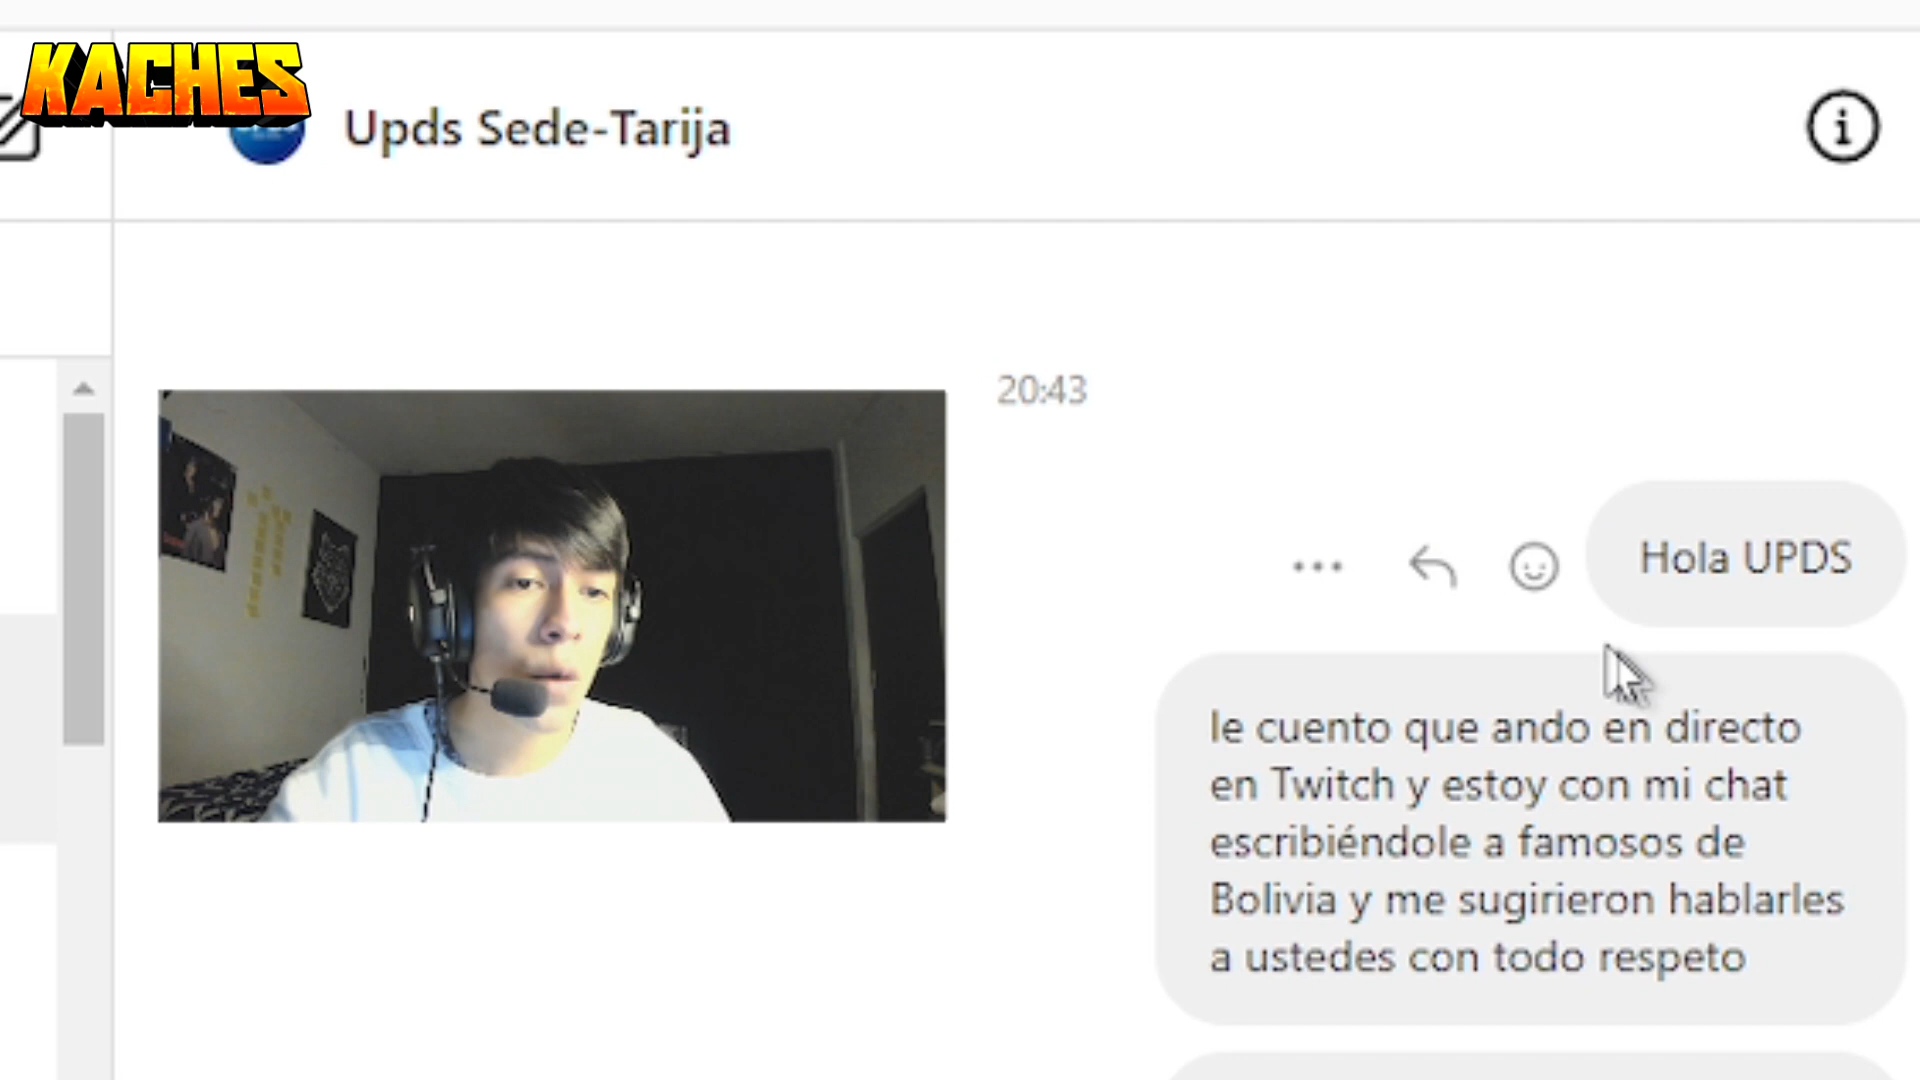 KACHES
Upds Sede-Tarija
20:43
Hola UPDS
le cuento que ando en directo
en Twitch y estoy con mi chat
escribiéndole a famosos de
Bolivia y me sugirieron hablarles
a ustedes con todo respeto